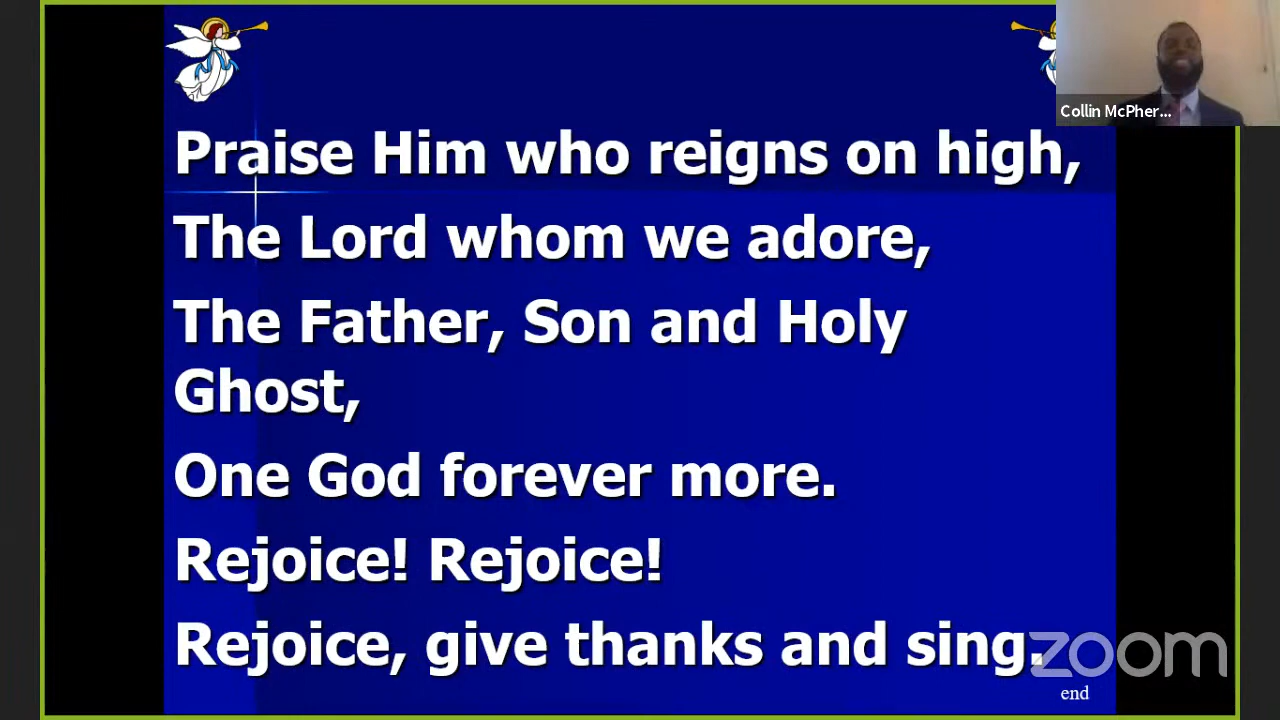 Collin McPher...
Praise Him who reigns on high,
The Lord whom we adore,
The Father, Son and Holy
Ghost,
One God forever more.
Rejoice! Rejoice!
Rejoice, give thanks and sing.
zoom
end